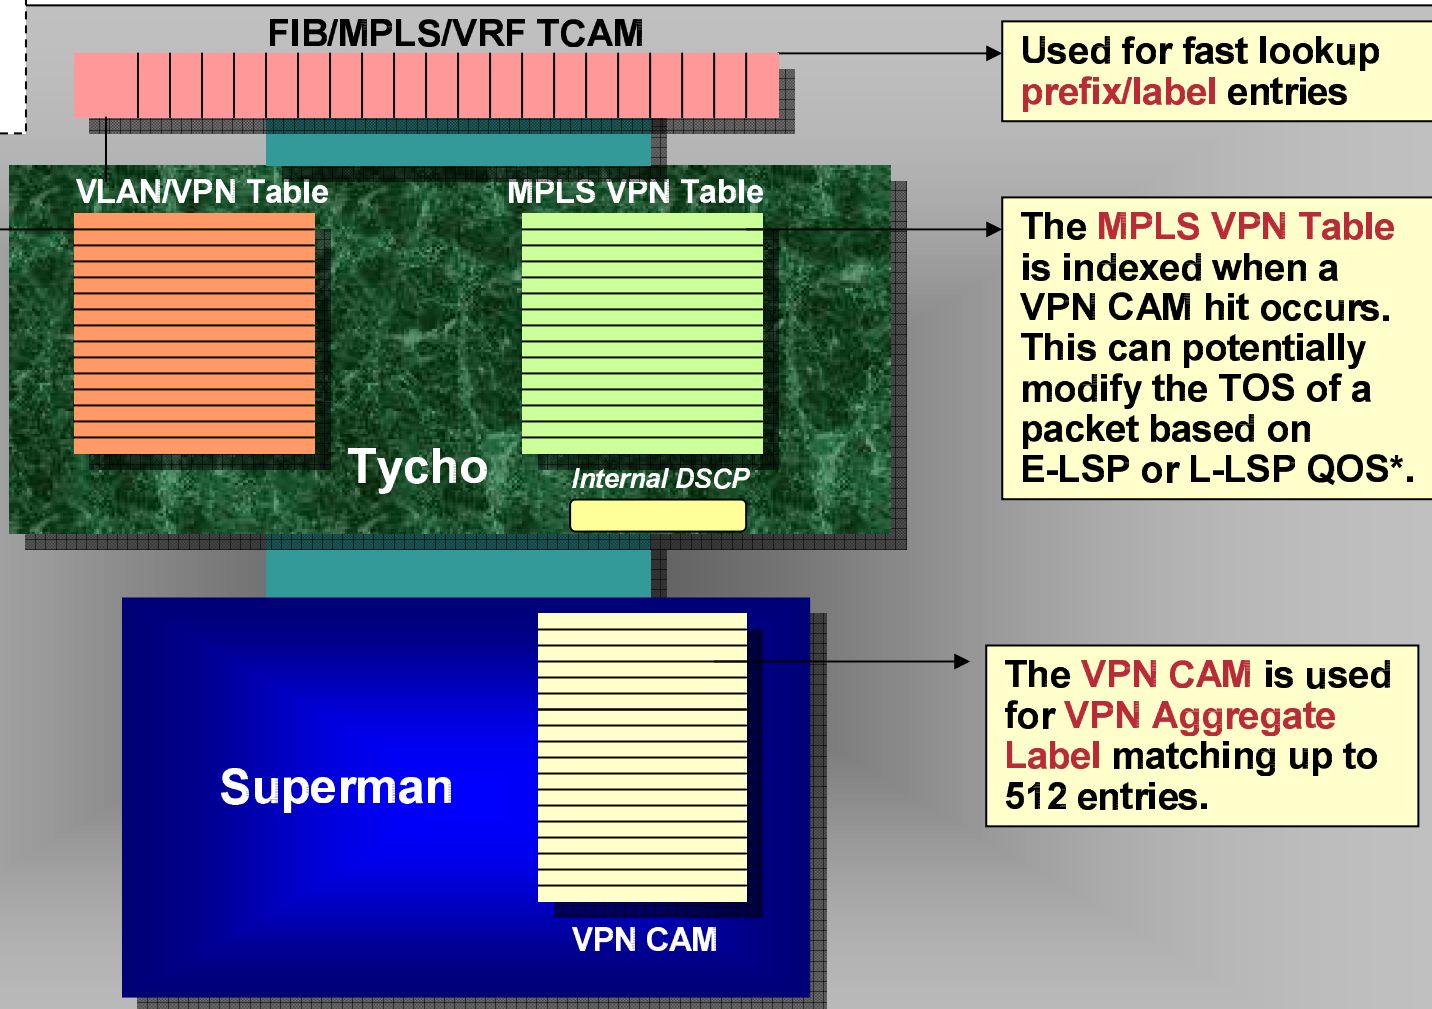 FIB/MPLS/VRF TCAM
Used for fast lookup
prefix/label entries
VLAN/VPN Table
MPLS VPN Table
The MPLS VPN Table
is indexed when a
VPN CAM hit occurs.
This can potentially
modify the TOS of a
packet based on
E-LSP or L-LSP QOS*.
Tycho
Internal DSCP
Superman
VPN CAM
The VPN CAM is used
for VPN Aggregate
Label matching up to
512 entries.